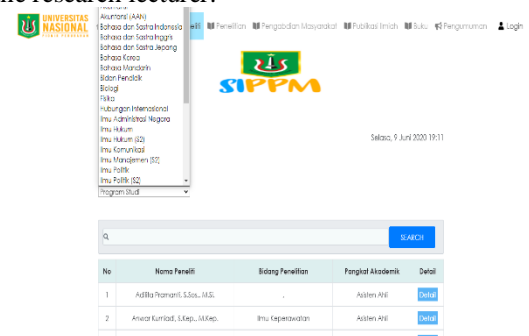 UNIVERSITAS
NASIONAL
Penelitian Pengabdian Masyarakat Publikasi Ilmiah Buku Pengumuman Login
Akuntansi (AAN)
Bahasa dan Sastra Indonesia
Bahasa dan Sastra Inggris
Bahasa dan Sastra Jepang
Bahasa Korea
Bahasa Mandarin
Bidan Pendidik
Biologi
Fisika
Hubungan Internasional
Ilmu Administrasi Negara
Ilmu Hukum
Ilmu Hukum (S2)
Ilmu Komunikasi
Ilmu Manajemen (S2)
Ilmu Politik
Ilmu Politik (S2)
Program Studi
SIPPM
Selasa, 9 Juni 2020 19:11
SEARCH
No Nama Peneliti Bidang Penelitian Pangkat Akademik Detail
1 Adilita Pramanti, S.Sos., M.Si. . Asisten Ahli Detail
2 Anwar Kurniadi, S.Kep., M.Kep. Ilmu Keperawatan Asisten Ahli Detail